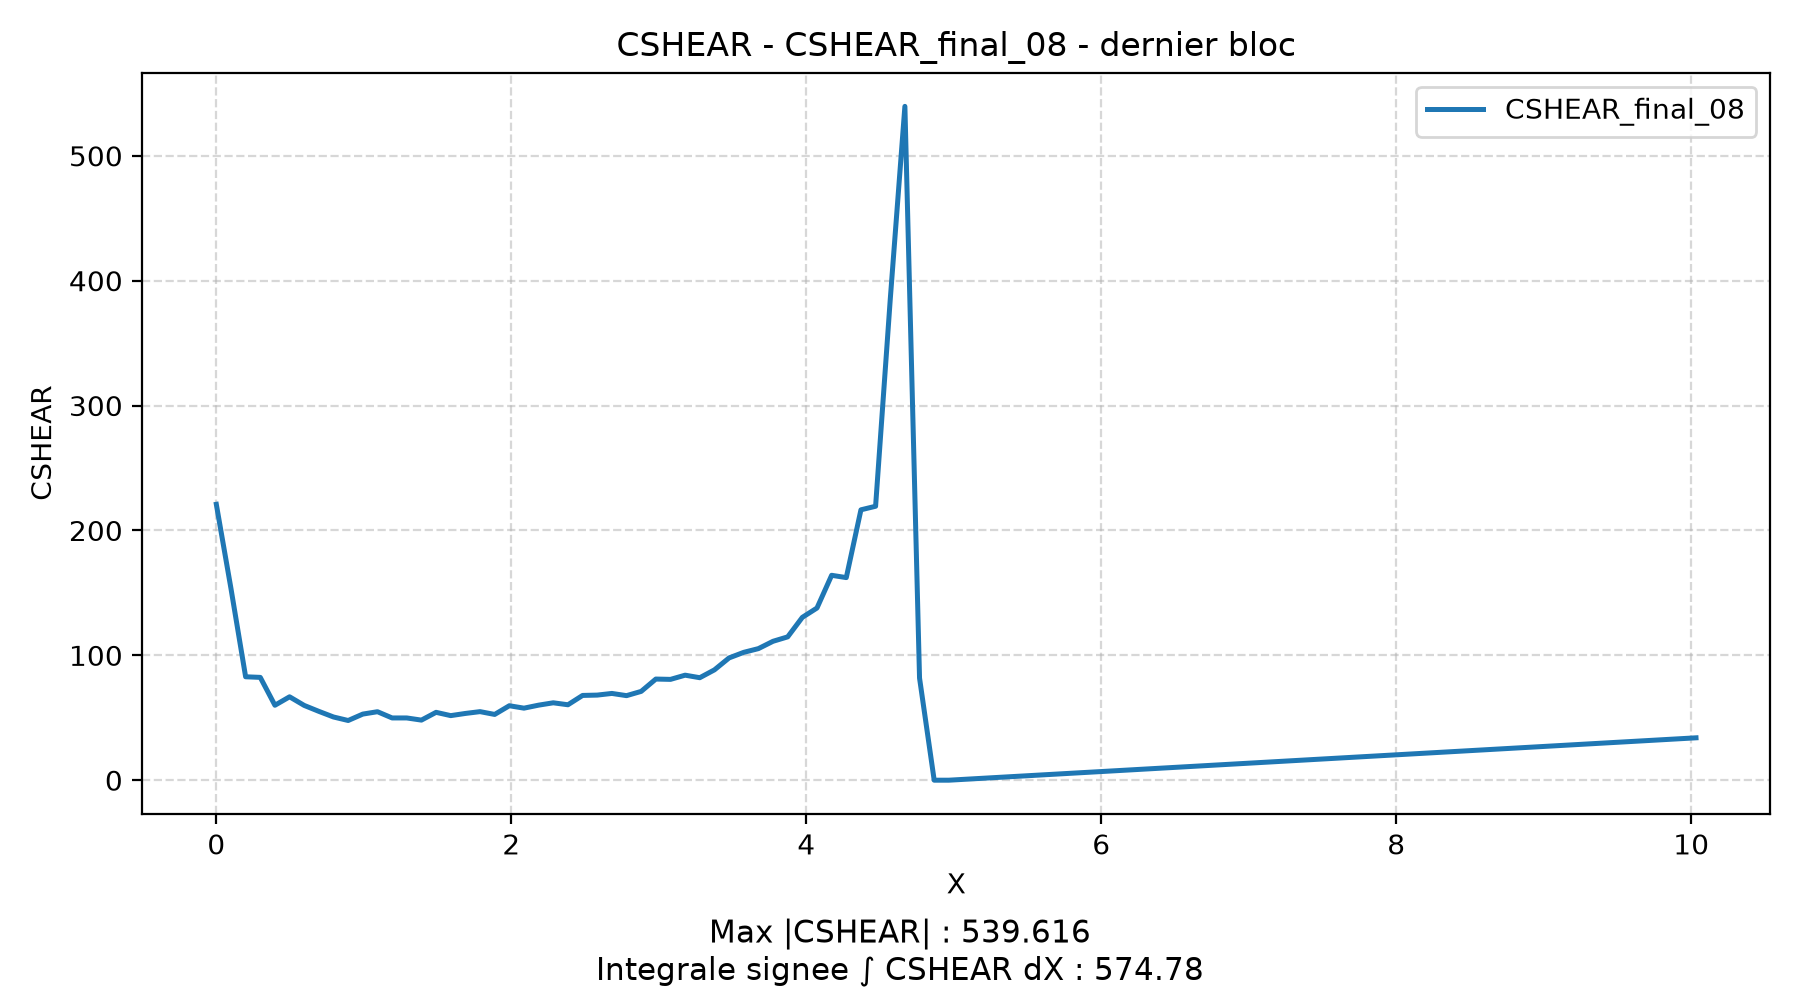 CSHEAR - CSHEAR_final_08 - dernier bloc
CSHEAR_final_08
500
400
300
200
100
0
CSHEAR
0 2 4 6 8 10
X
Max |CSHEAR| : 539.616
Integrale signee ∫ CSHEAR dX : 574.78